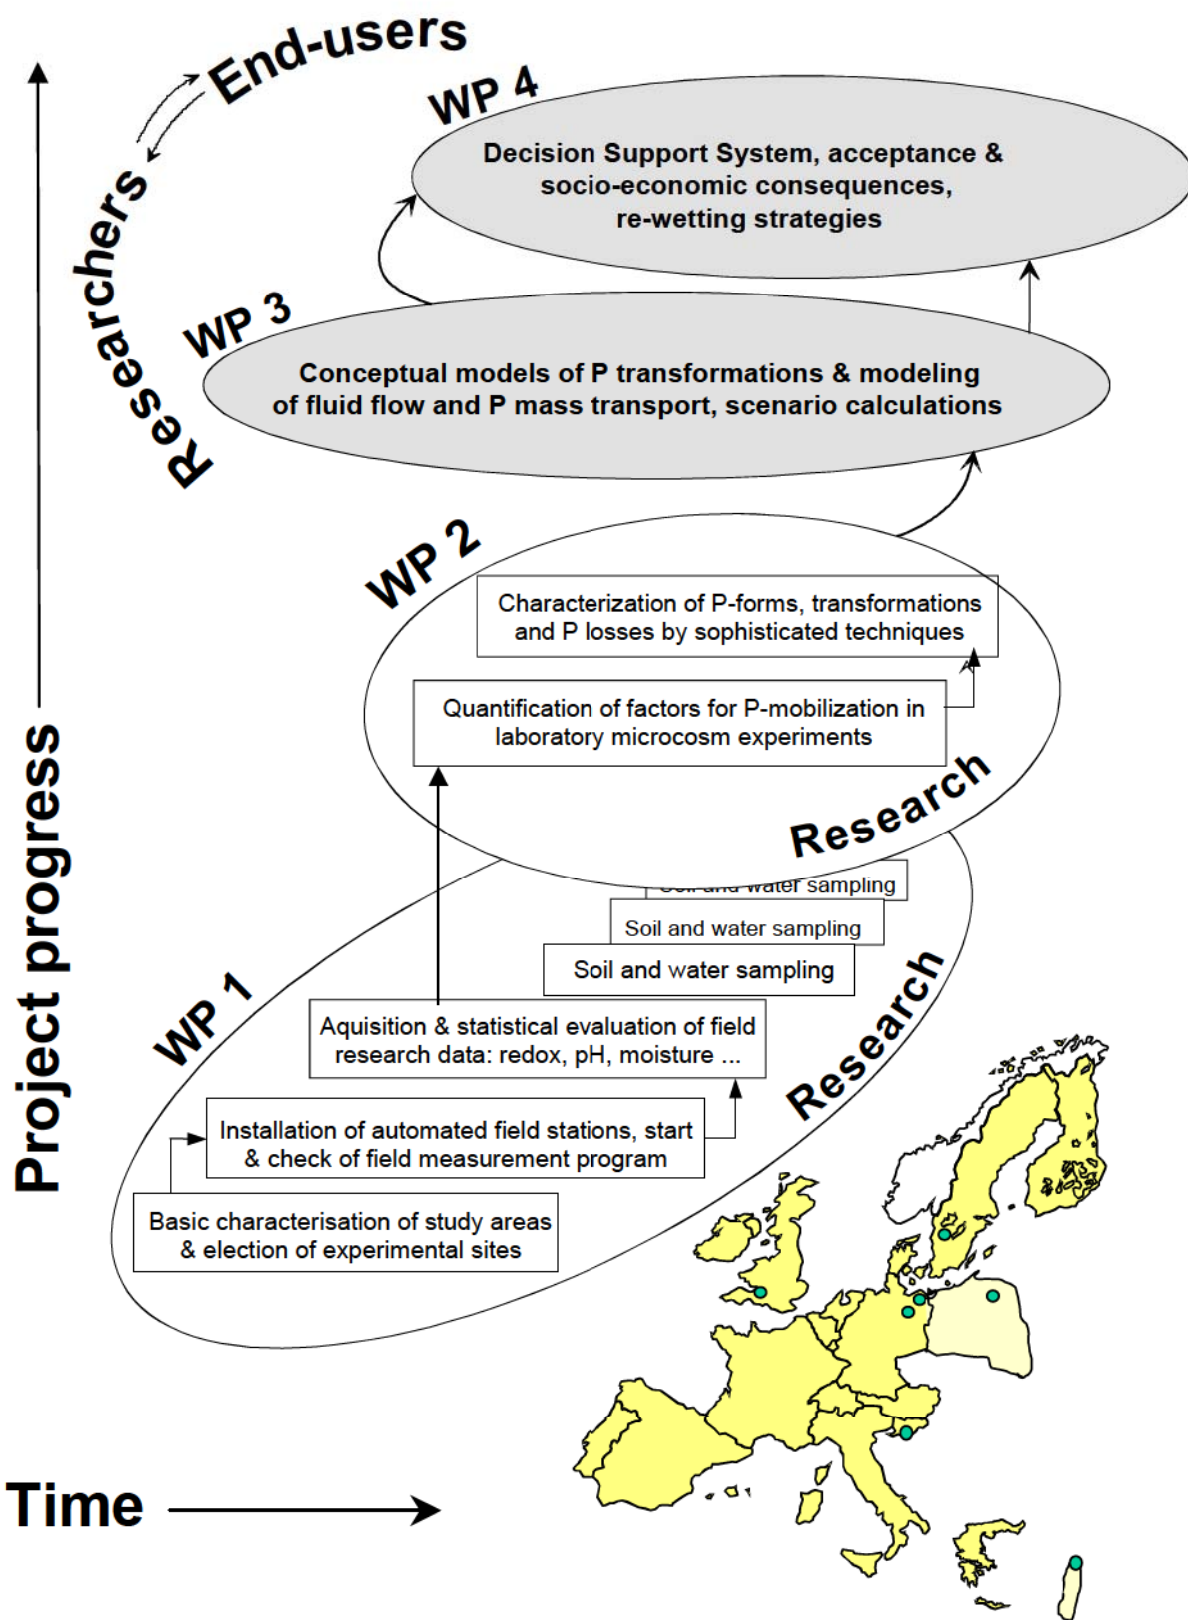 End-users
WP 4
Decision Support System, acceptance &
socio-economic consequences,
re-wetting strategies
Researchers
WP 3
Conceptual models of P transformations & modeling
of fluid flow and P mass transport, scenario calculations
WP 2
Characterization of P-forms, transformations
and P losses by sophisticated techniques
Quantification of factors for P-mobilization in
laboratory microcosm experiments
Research
Project progress
Soil and water sampling
Soil and water sampling
Soil and water sampling
WP 1
Aquisition & statistical evaluation of field
research data: redox, pH, moisture ...
Research
Installation of automated field stations, start
& check of field measurement program
Basic characterisation of study areas
& election of experimental sites
Time